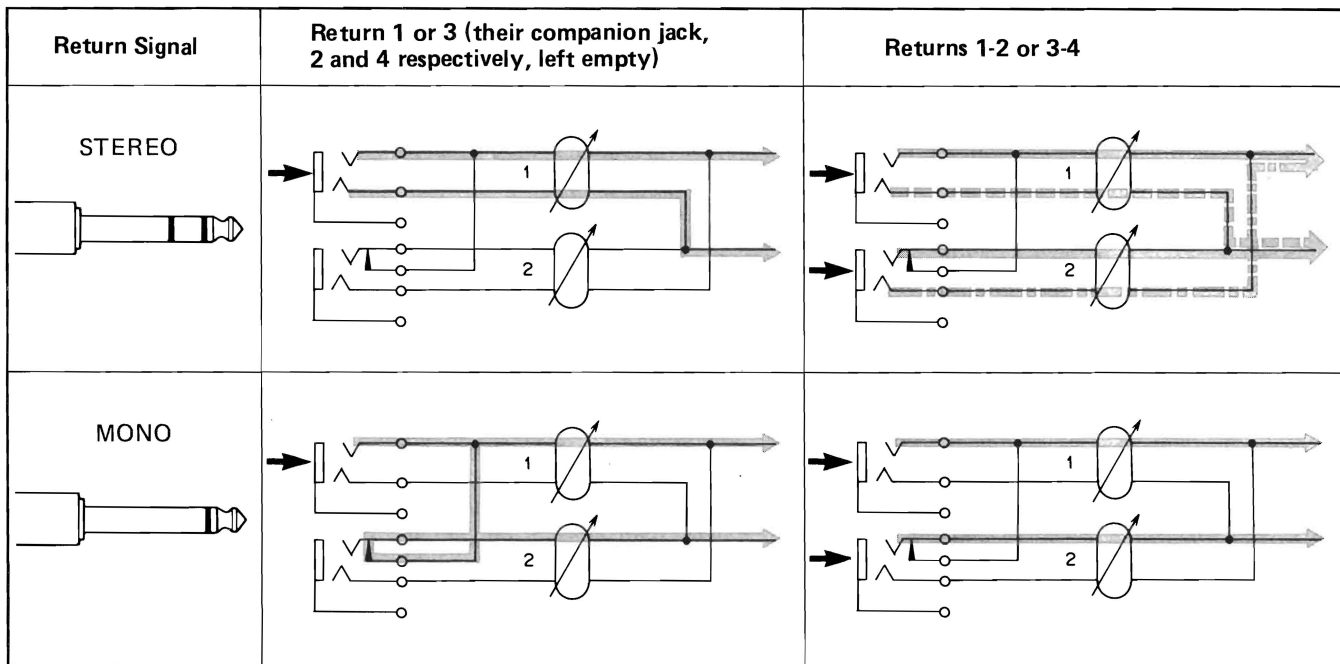 Return Signal
Return 1 or 3 (their companion jack,
2 and 4 respectively, left empty)
Returns 1-2 or 3-4
STEREO
1
2
1
2
MONO
1
2
1
2